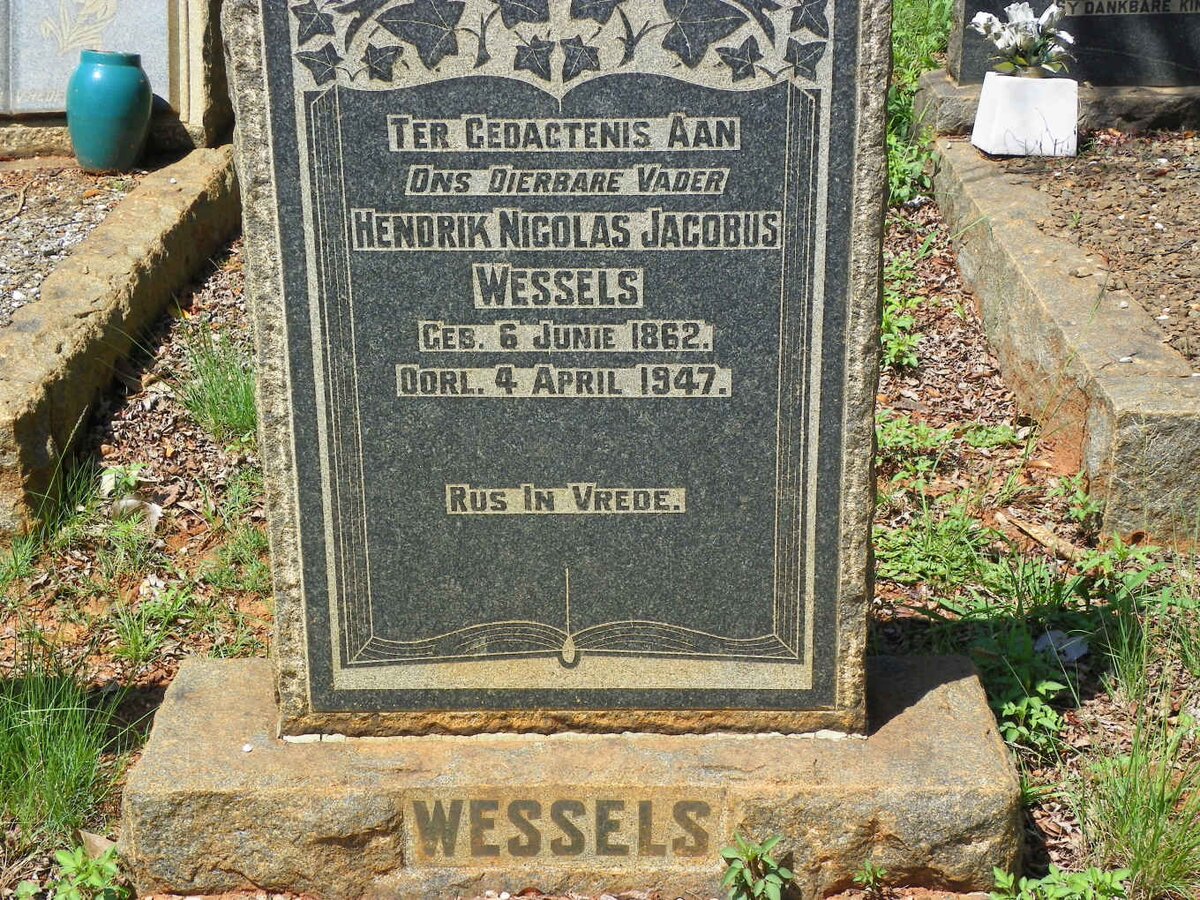 TER GEDACTENIS AAN
ONS DIERBARE VADER
HENDRIK NICOLAS JACOBUS
WESSELS
GEB. 6 JUNIE 1862.
OORL. 4 APRIL 1947.
RUS IN VREDE.
WESSELS
DANKBARE